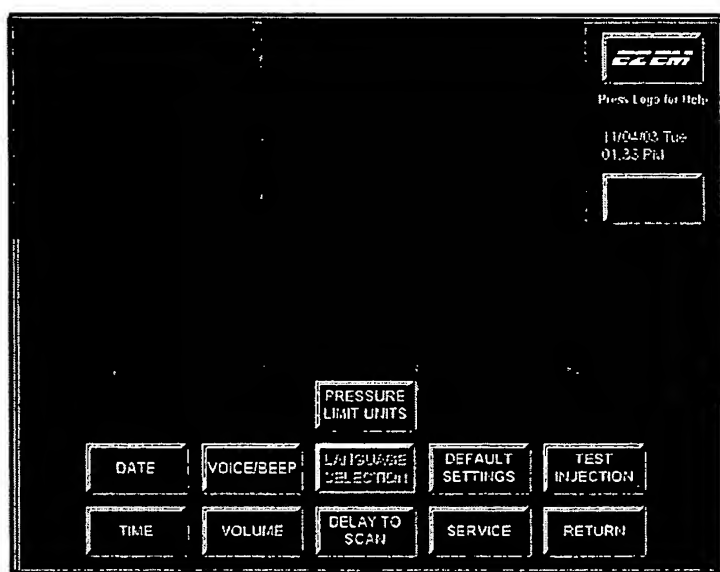 EZEM
Press Logo for Help
11/04/03 Tue
01:33 PM
PRESSURE
LIMIT UNITS
DATE
VOICE/BEEP
LANGUAGE
SELECTION
DEFAULT
SETTINGS
TEST
INJECTION
TIME
VOLUME
DELAY TO
SCAN
SERVICE
RETURN